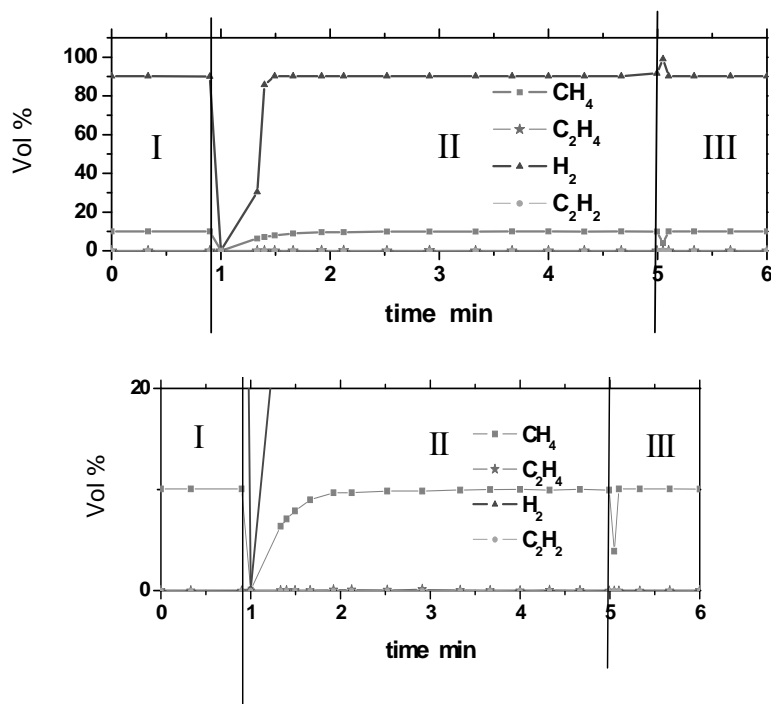 100
80
60
40
20
0
Vol %
I
II
III
CH₄
C₂H₄
H₂
C₂H₂
0 1 2 3 4 5 6
time min
20
10
0
Vol %
I
II
III
CH₄
C₂H₄
H₂
C₂H₂
0 1 2 3 4 5 6
time min